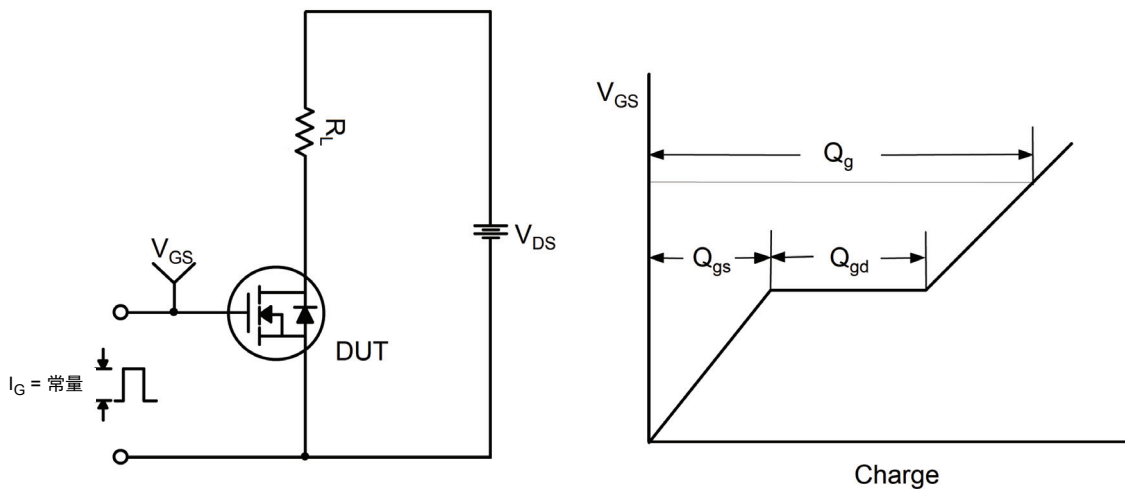 R_L
V_DS
V_GS
DUT
I_G = 常量
V_GS
Q_g
Q_gs
Q_gd
Charge